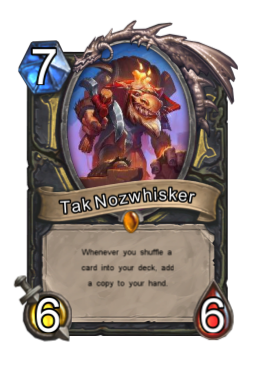 7
Tak Nozwhisker
Whenever you shuffle a
card into your deck, add
a copy to your hand.
6 6